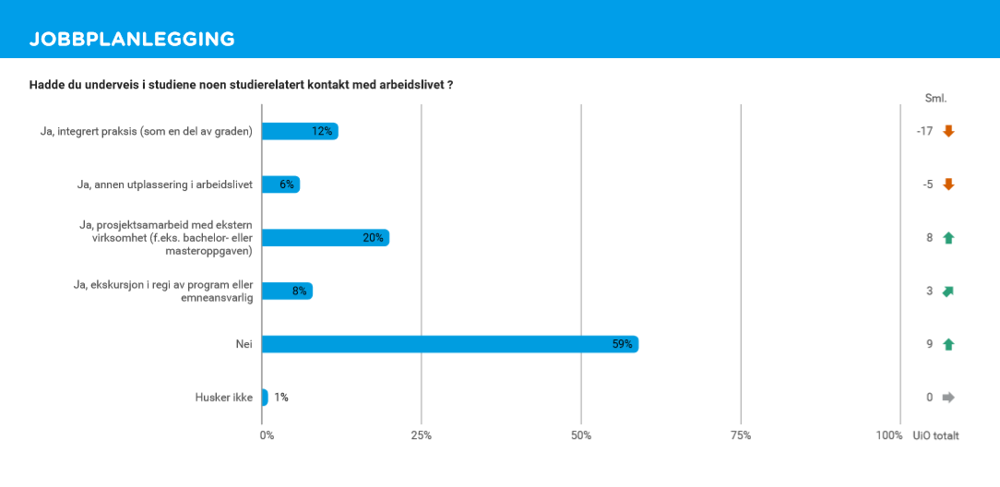 JOBBPLANLEGGING
Hadde du underveis i studiene noen studierelatert kontakt med arbeidslivet ?
Sml.
Ja, integrert praksis (som en del av graden)
12%
-17
Ja, annen utplassering i arbeidslivet
6%
-5
Ja, prosjektsamarbeid med ekstern
virksomhet (f.eks. bachelor- eller
masteroppgaven)
20%
8
Ja, ekskursjon i regi av program eller
emneansvarlig
8%
3
Nei
59%
9
Husker ikke
1%
0
0%
25%
50%
75%
100%
UiO totalt